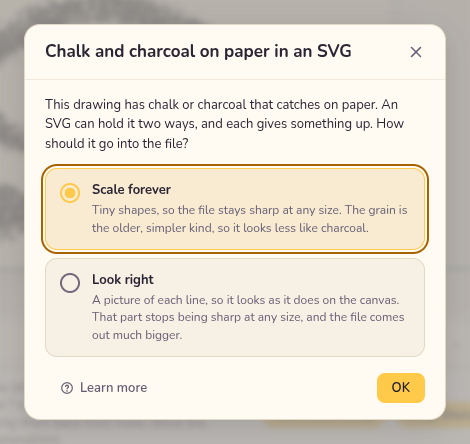 Chalk and charcoal on paper in an SVG
This drawing has chalk or charcoal that catches on paper. An
SVG can hold it two ways, and each gives something up. How
should it go into the file?
Scale forever
Tiny shapes, so the file stays sharp at any size. The grain is
the older, simpler kind, so it looks less like charcoal.
Look right
A picture of each line, so it looks as it does on the canvas.
That part stops being sharp at any size, and the file comes
out much bigger.
Learn more
OK